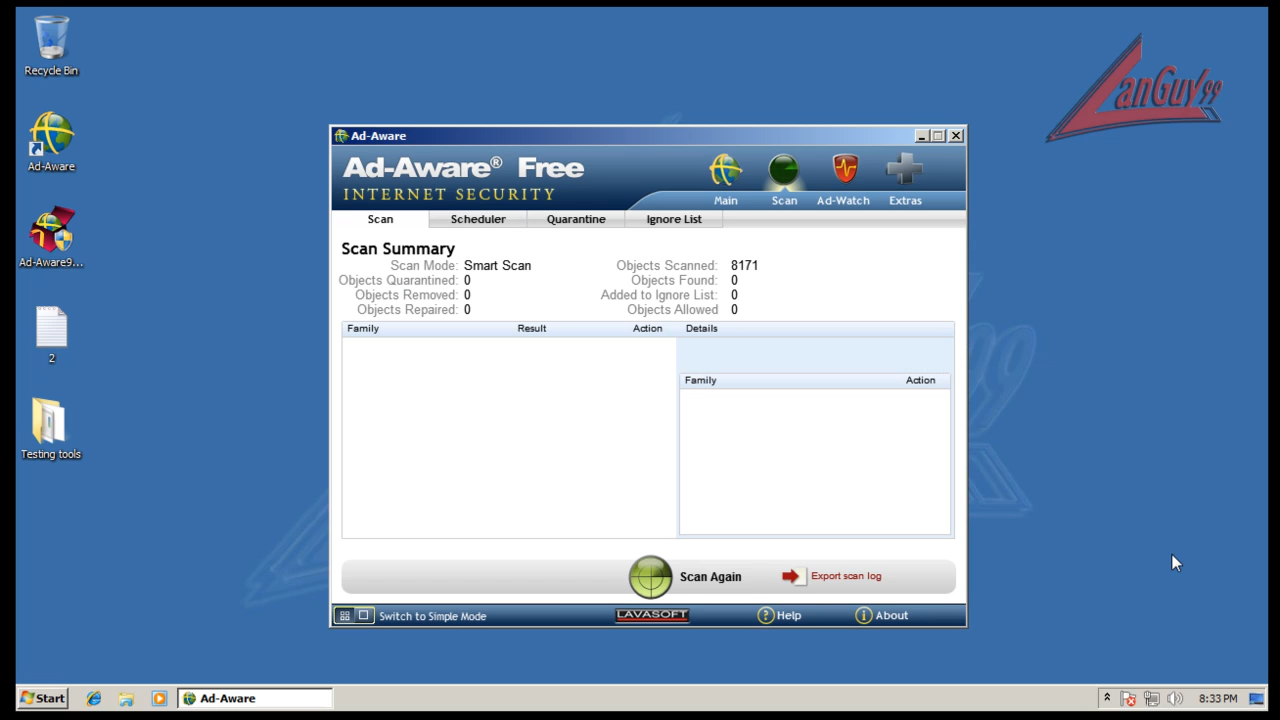 Recycle Bin
Ad-Aware
Ad-Aware9...
2
Testing tools
LanGuy99
Ad-Aware
Ad-Aware® Free
INTERNET SECURITY
Main Scan Ad-Watch Extras
Scan Scheduler Quarantine Ignore List
Scan Summary
Scan Mode: Smart Scan Objects Scanned: 8171
Objects Quarantined: 0 Objects Found: 0
Objects Removed: 0 Added to Ignore List: 0
Objects Repaired: 0 Objects Allowed 0
Family Result Action Details
Family Action
Scan Again Export scan log
Switch to Simple Mode LAVASOFT ? Help i About
Start Ad-Aware 8:33 PM